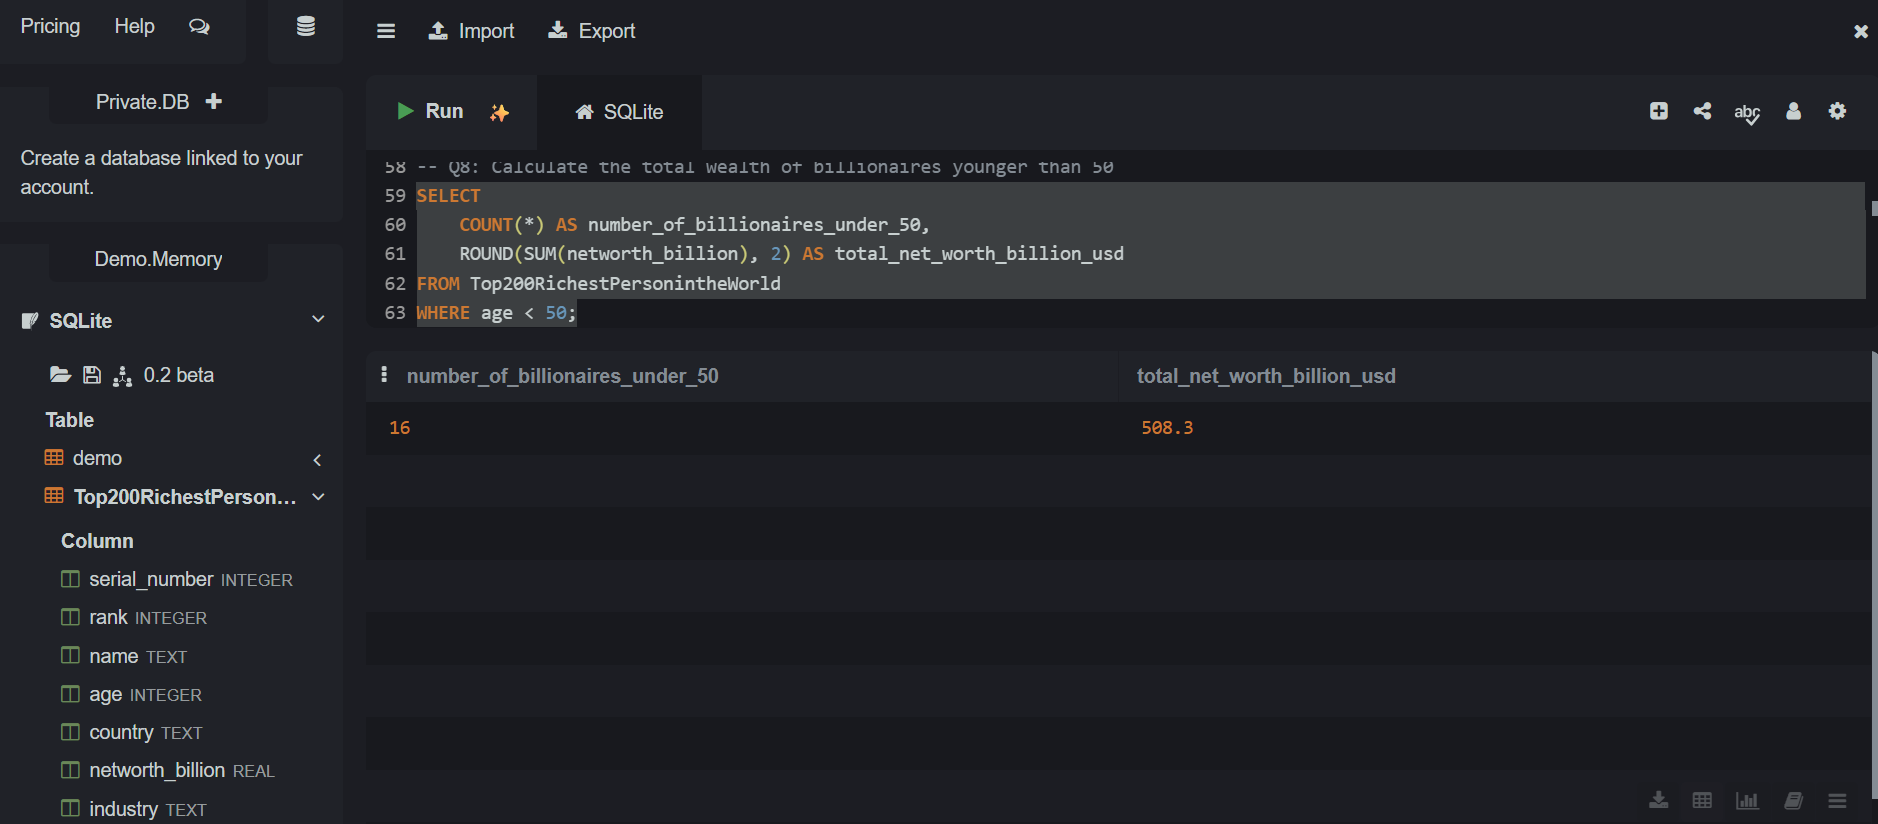 Pricing Help
Import Export
Private.DB
Run SQLite abc
Create a database linked to your
account.
58 -- Q8: Calculate the total wealth of billionaires younger than 50
59 SELECT
60 COUNT(*) AS number_of_billionaires_under_50,
61 ROUND(SUM(networth_billion), 2) AS total_net_worth_billion_usd
62 FROM Top200RichestPersonintheWorld
63 WHERE age < 50;
Demo.Memory
SQLite
0.2 beta
Table
demo
Top200RichestPerson...
Column
serial_number INTEGER
rank INTEGER
name TEXT
age INTEGER
country TEXT
networth_billion REAL
industry TEXT
number_of_billionaires_under_50 total_net_worth_billion_usd
16 508.3